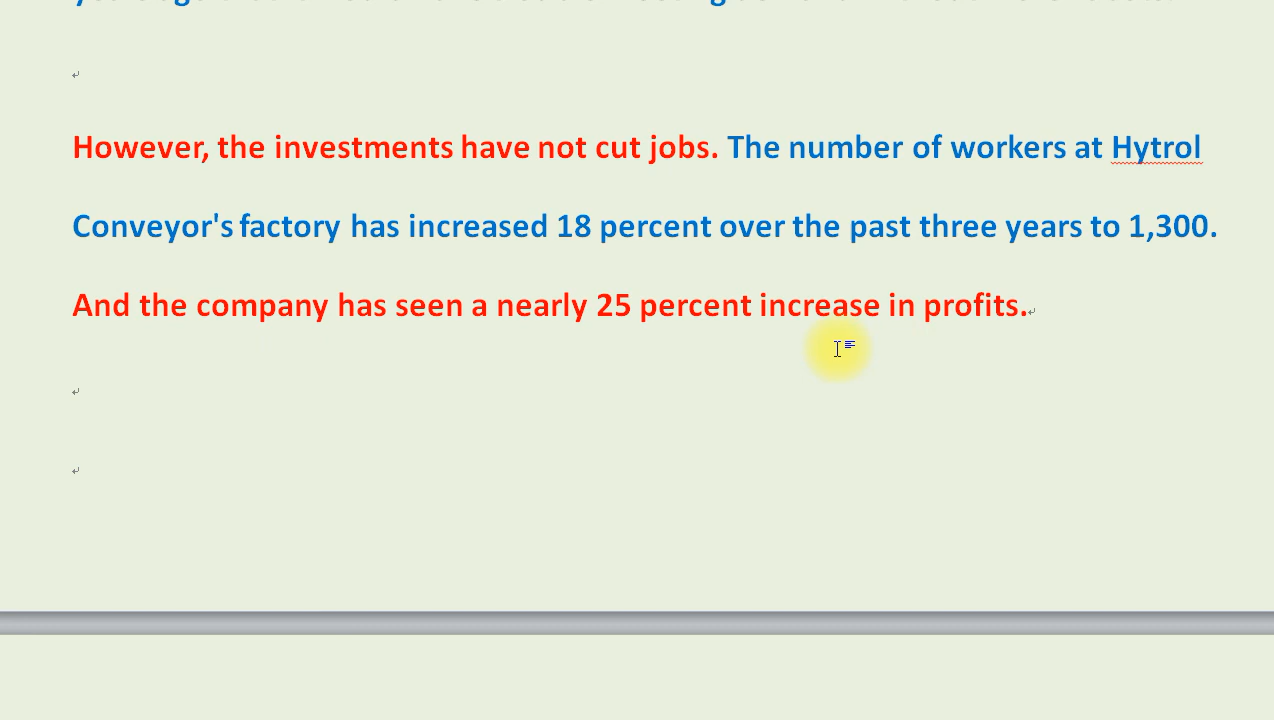 However, the investments have not cut jobs. The number of workers at Hytrol
Conveyor's factory has increased 18 percent over the past three years to 1,300.
And the company has seen a nearly 25 percent increase in profits.